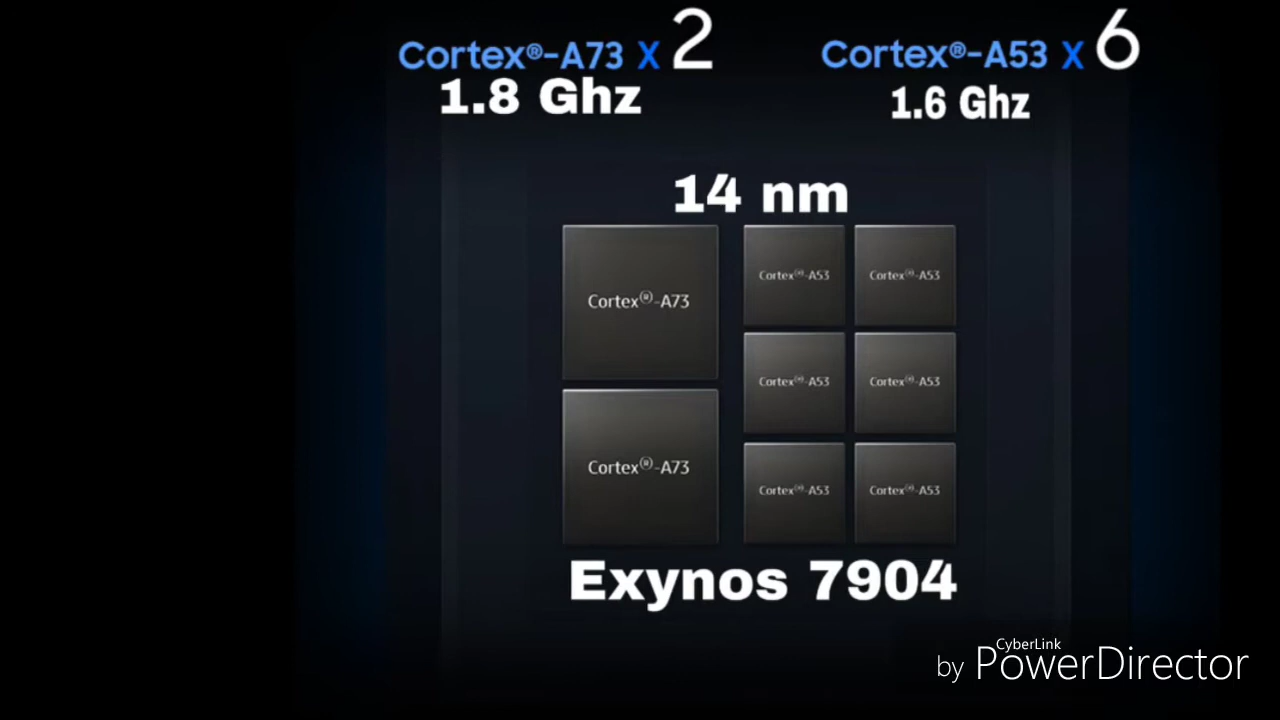 Cortex®-A73 X 2
1.8 Ghz
Cortex®-A53 X 6
1.6 Ghz
14 nm
Cortex®-A73
Cortex®-A73
Cortex®-A53
Cortex®-A53
Cortex®-A53
Cortex®-A53
Cortex®-A53
Cortex®-A53
Exynos 7904
CyberLink
by PowerDirector